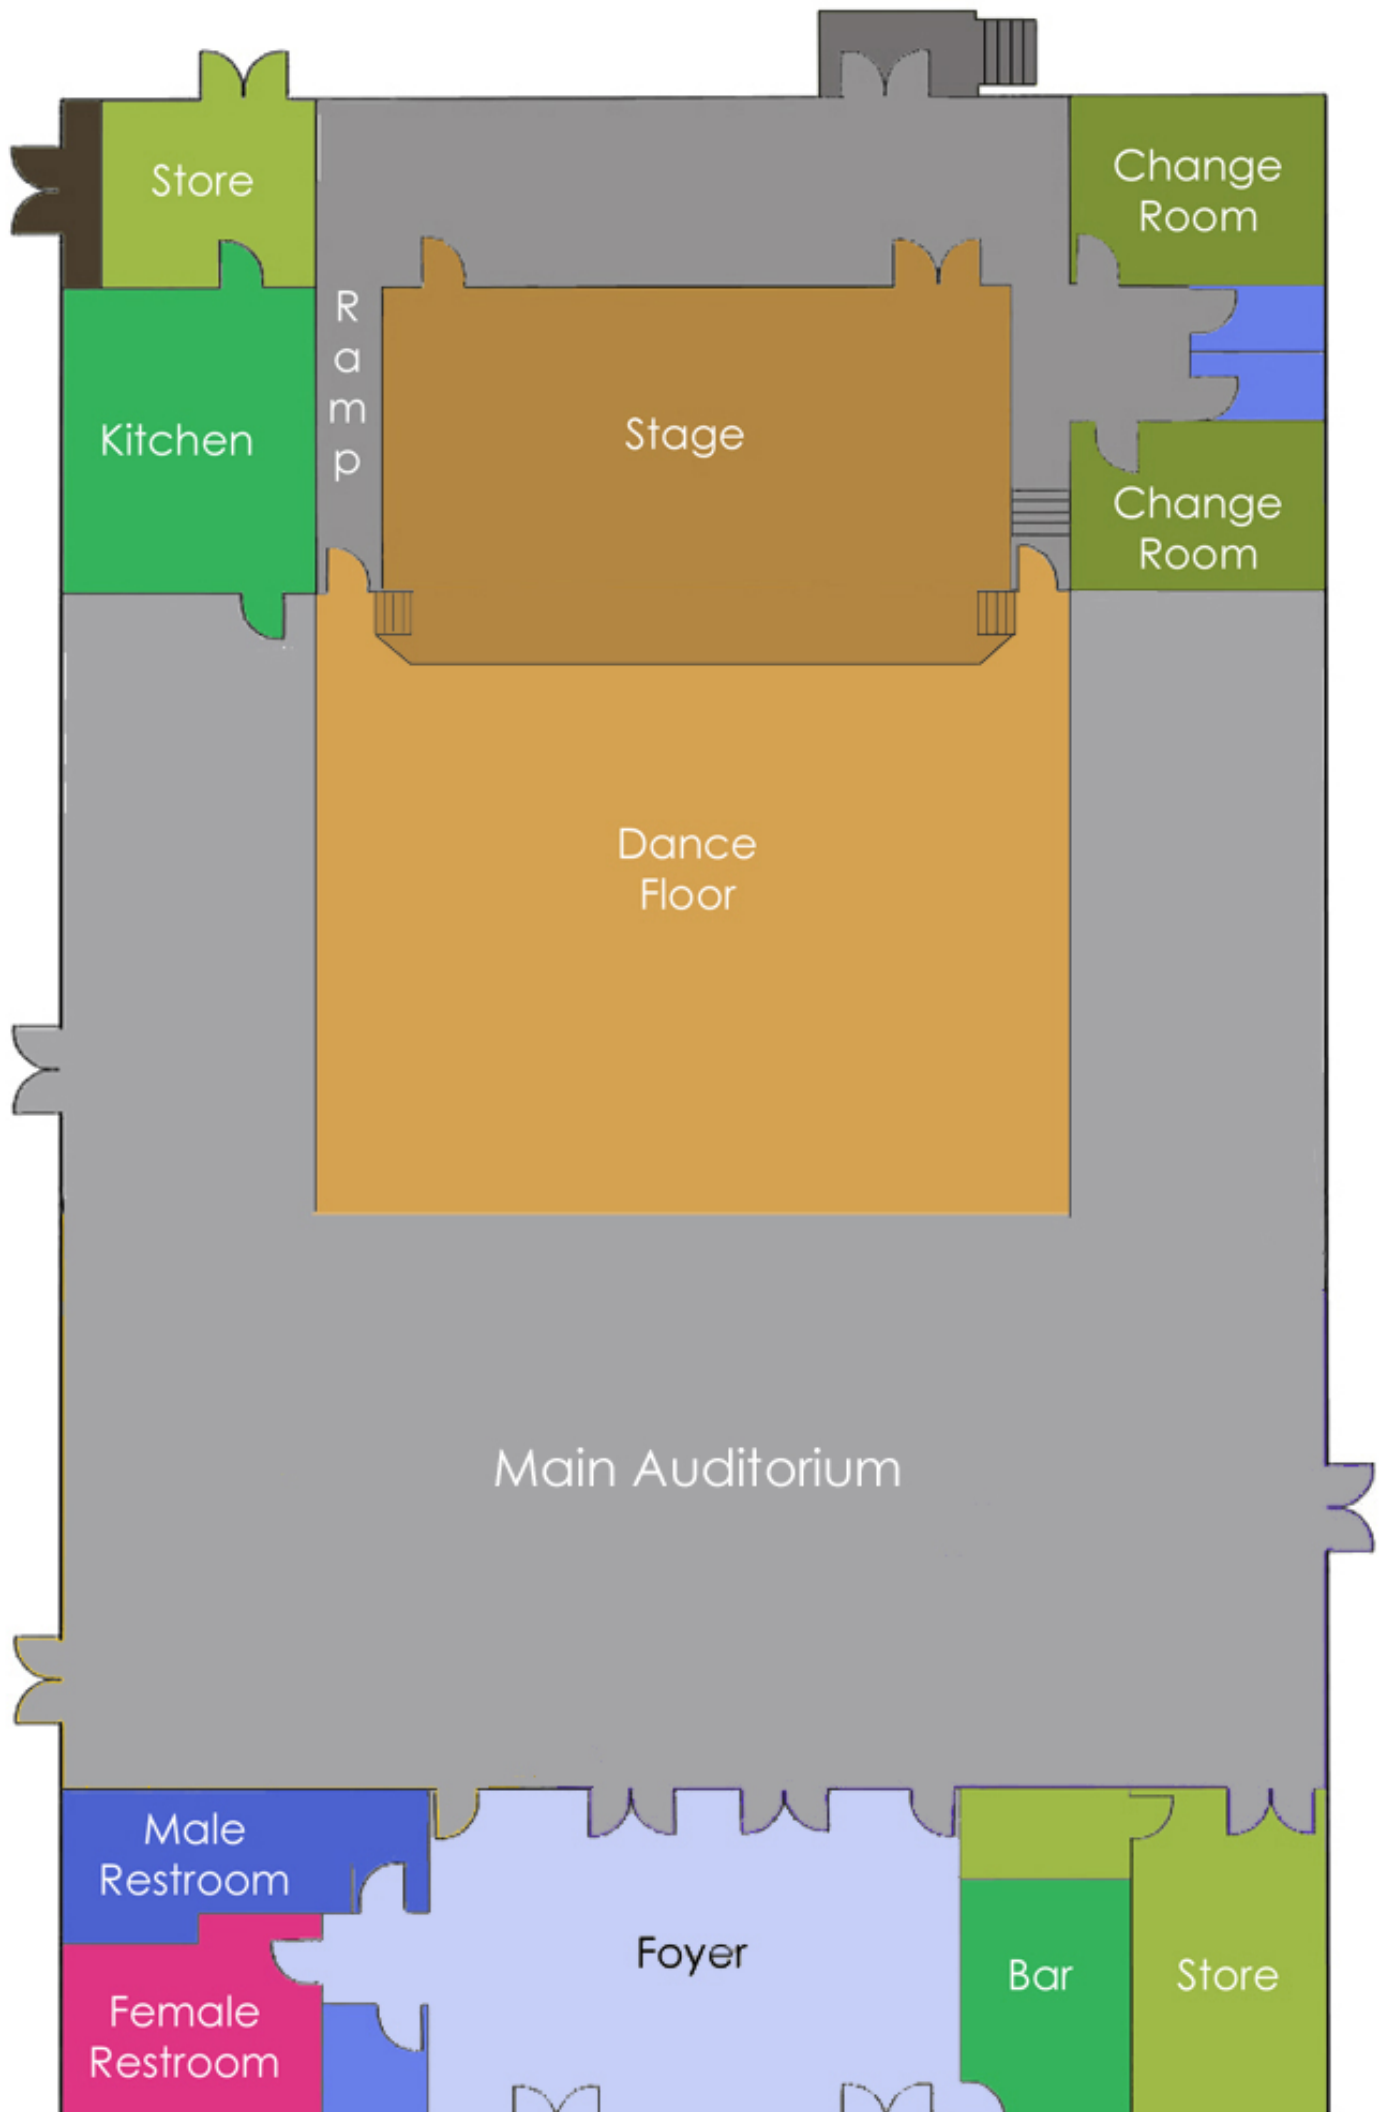 Store
Change
Room
R
a
m
p
Kitchen
Stage
Change
Room
Dance
Floor
Main Auditorium
Male
Restroom
Foyer
Bar
Store
Female
Restroom